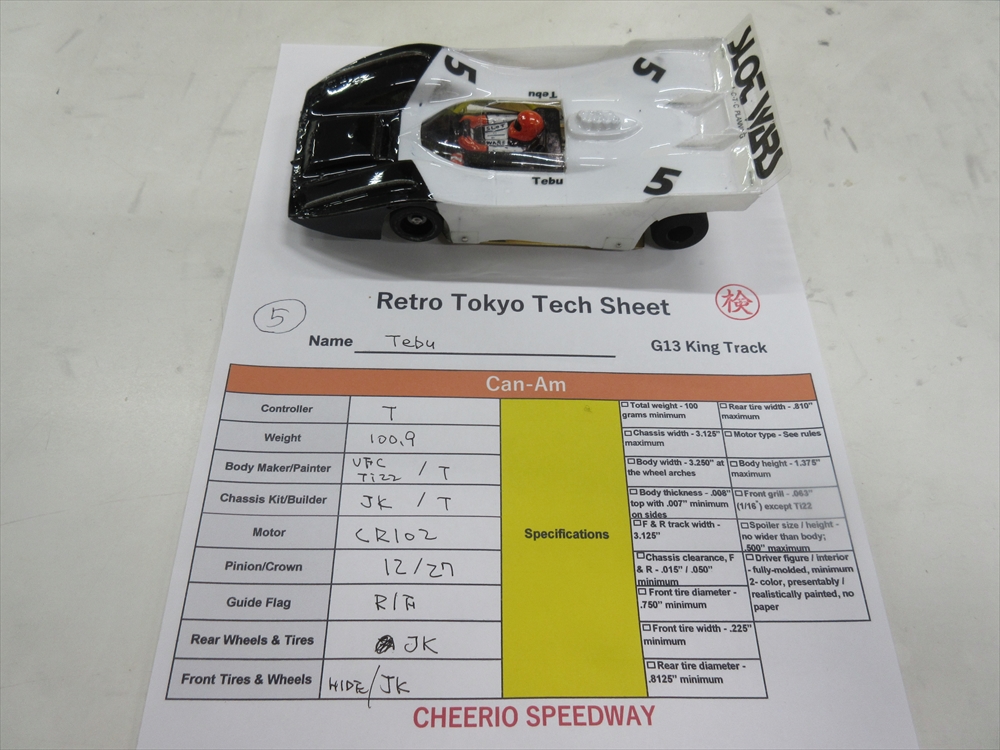 5
5
Tebu
Tebu
5
SLOT WARS
Retro Tokyo Tech Sheet
検
5
Name Tebu
G13 King Track
Can-Am
Controller T
Weight 100.9
Body Maker/Painter VFC Ti22 / T
Chassis Kit/Builder JK / T
Motor CR102
Pinion/Crown 12/27
Guide Flag R/F
Rear Wheels & Tires JK
Front Tires & Wheels HIDE/JK
Specifications
Total weight - 100
grams minimum
Chassis width - 3.125"
maximum
Body width - 3.250" at
the wheel arches
Body thickness - .008"
top with .007" minimum
on sides
F & R track width -
3.125"
Chassis clearance, F
& R - .015" / .050"
minimum
Front tire diameter -
.750" minimum
Front tire width - .225"
minimum
Rear tire diameter -
.8125" minimum
Rear tire width - .810"
maximum
Motor type - See rules
Body height - 1.375"
maximum
Front grill - .063"
(1/16") except Ti22
Spoiler size / height -
no wider than body;
.500" maximum
Driver figure / interior
- fully-molded, minimum
2- color, presentably /
realistically painted, no
paper
CHEERIO SPEEDWAY